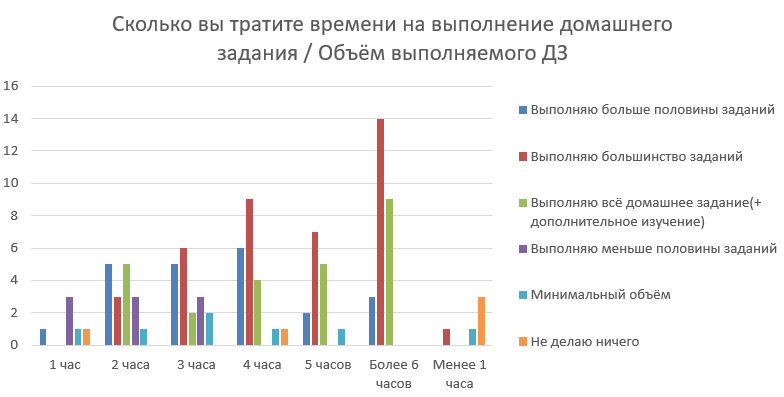 Сколько вы тратите времени на выполнение домашнего
задания / Объём выполняемого ДЗ
16
14
12
10
8
6
4
2
0
1 час
2 часа
3 часа
4 часа
5 часов
Более 6
часов
Менее 1
часа
Выполняю больше половины заданий
Выполняю большинство заданий
Выполняю всё домашнее задание(+
дополнительное изучение)
Выполняю меньше половины заданий
Минимальный объём
Не делаю ничего